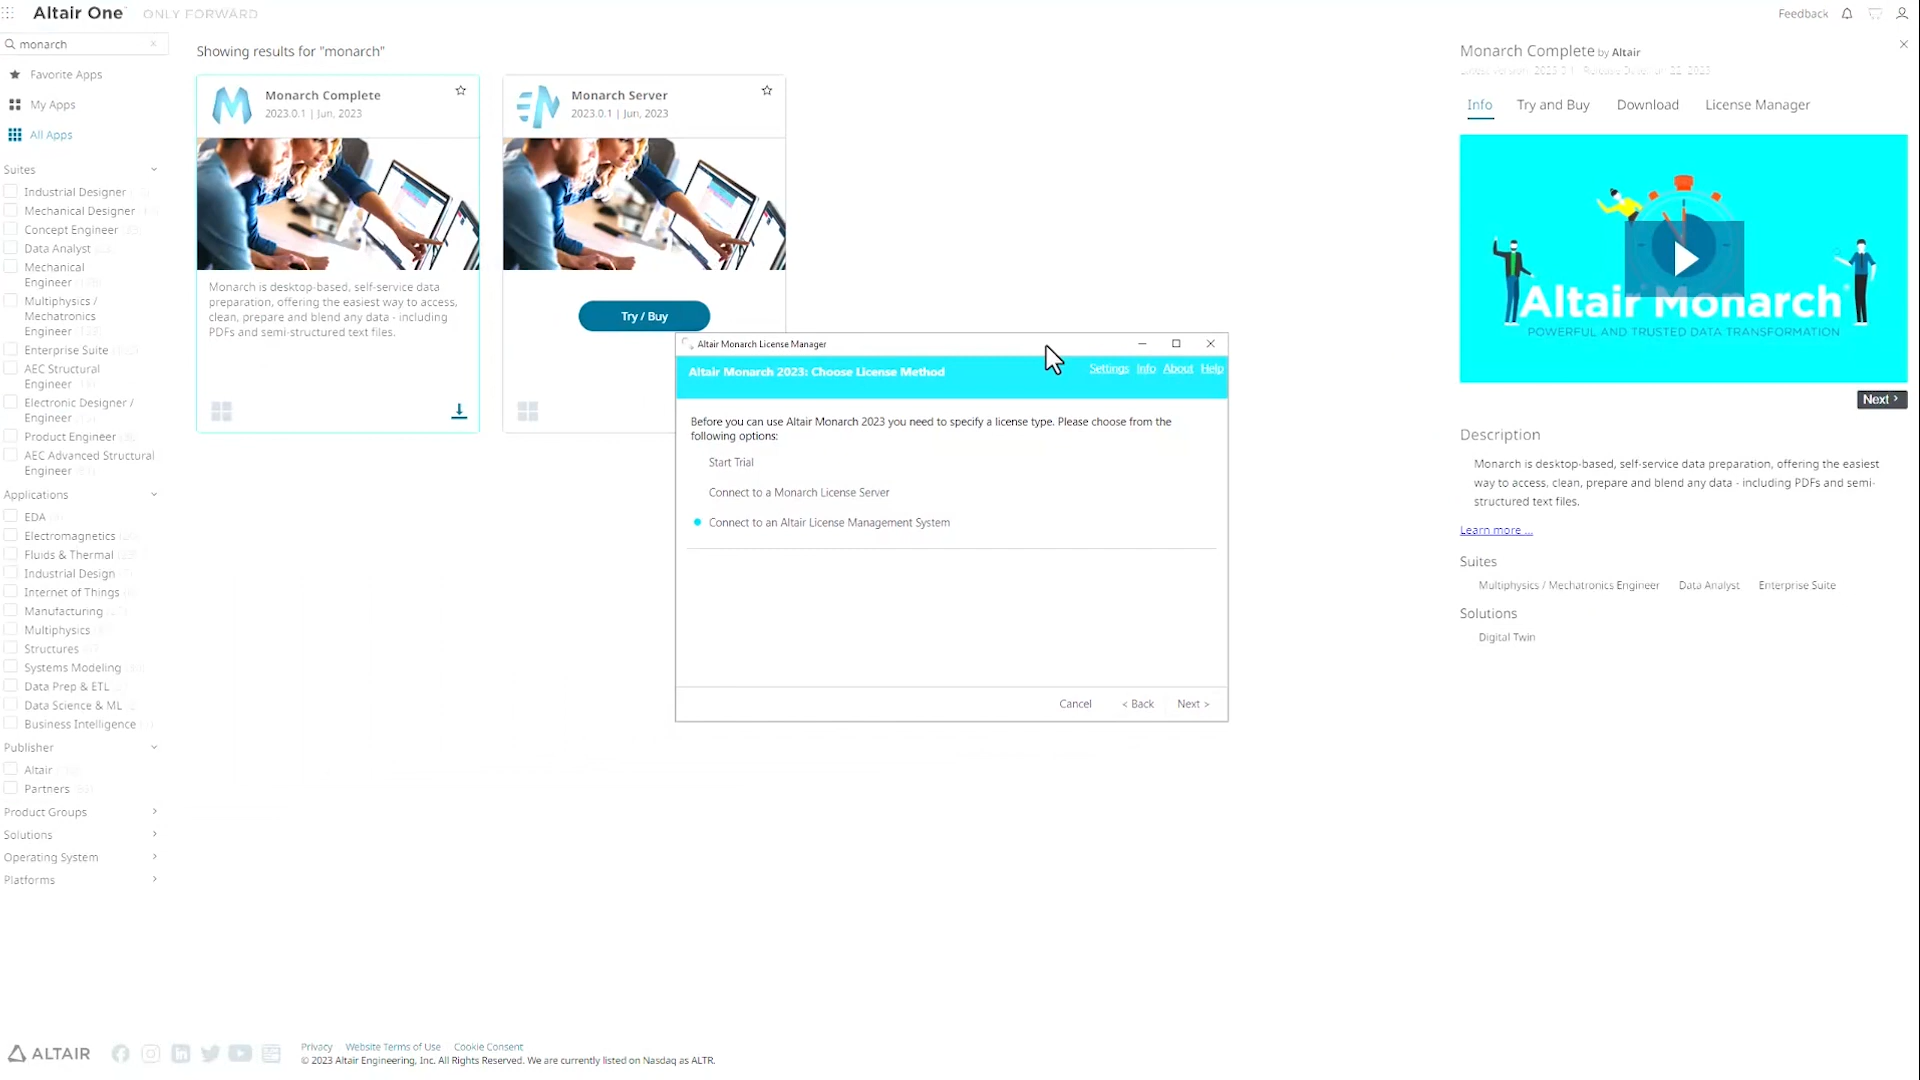 Altair One
ONLY FORWARD
Feedback
monarch
Favorite Apps
My Apps
All Apps
Suites
Industrial Designer
Mechanical Designer
Concept Engineer
Data Analyst
Mechanical
Engineer
Multiphysics /
Mechatronics
Engineer
Enterprise Suite
AEC Structural
Engineer
Electronic Designer /
Engineer
Product Engineer
AEC Advanced Structural
Engineer
Applications
EDA
Electromagnetics
Fluids & Thermal
Industrial Design
Internet of Things
Manufacturing
Multiphysics
Structures
Systems Modeling
Data Prep & ETL
Data Science & ML
Business Intelligence
Publisher
Altair
Partners
Product Groups
Solutions
Operating System
Platforms
Showing results for "monarch"
Monarch Complete
2023.0.1 | Jun, 2023
Monarch is desktop-based, self-service data
preparation, offering the easiest way to access,
clean, prepare and blend any data - including
PDFs and semi-structured text files.
Monarch Server
2023.0.1 | Jun, 2023
Try / Buy
Altair Monarch License Manager
Altair Monarch 2023: Choose License Method
Settings Info About Help
Before you can use Altair Monarch 2023 you need to specify a license type. Please choose from the
following options:
Start Trial
Connect to a Monarch License Server
Connect to an Altair License Management System
Cancel < Back Next >
Monarch Complete by Altair
Info Try and Buy Download License Manager
Altair Monarch
POWERFUL AND TRUSTED DATA TRANSFORMATION
Next >
Description
Monarch is desktop-based, self-service data preparation, offering the easiest
way to access, clean, prepare and blend any data - including PDFs and semi-
structured text files.
Learn more ...
Suites
Multiphysics / Mechatronics Engineer Data Analyst Enterprise Suite
Solutions
Digital Twin
ALTAIR
Privacy Website Terms of Use Cookie Consent
© 2023 Altair Engineering, Inc. All Rights Reserved. We are currently listed on Nasdaq as ALTR.